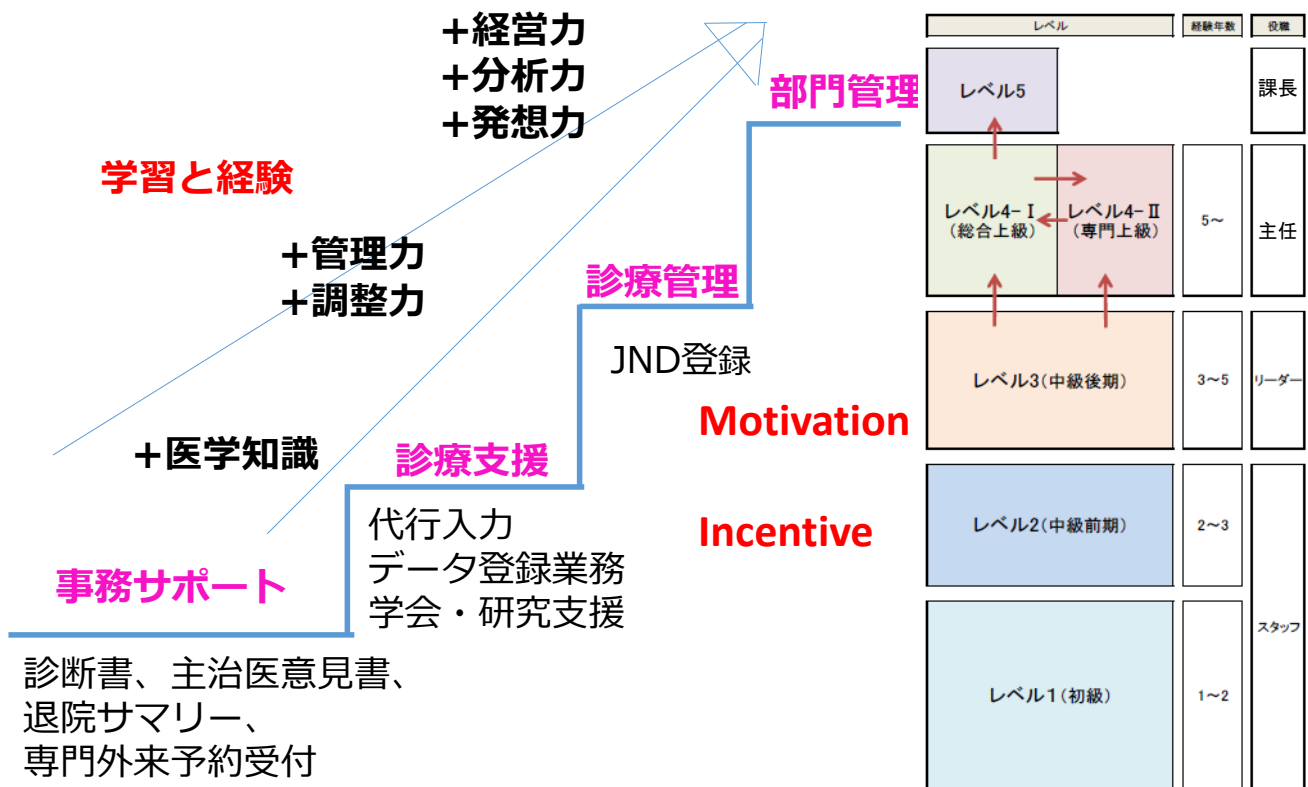 +経営力
+分析力
+発想力
部門管理
学習と経験
+管理力
+調整力
診療管理
JND登録
Motivation
+医学知識
診療支援
代行入力
データ登録業務
学会・研究支援
Incentive
事務サポート
診断書、主治医意見書、
退院サマリー、
専門外来予約受付
レベル 経験年数 役職
レベル5 課長
レベル4-Ⅰ
(総合上級)
レベル4-Ⅱ
(専門上級)
5~ 主任
レベル3(中級後期) 3~5 リーダー
レベル2(中級前期) 2~3
スタッフ
レベル1(初級) 1~2